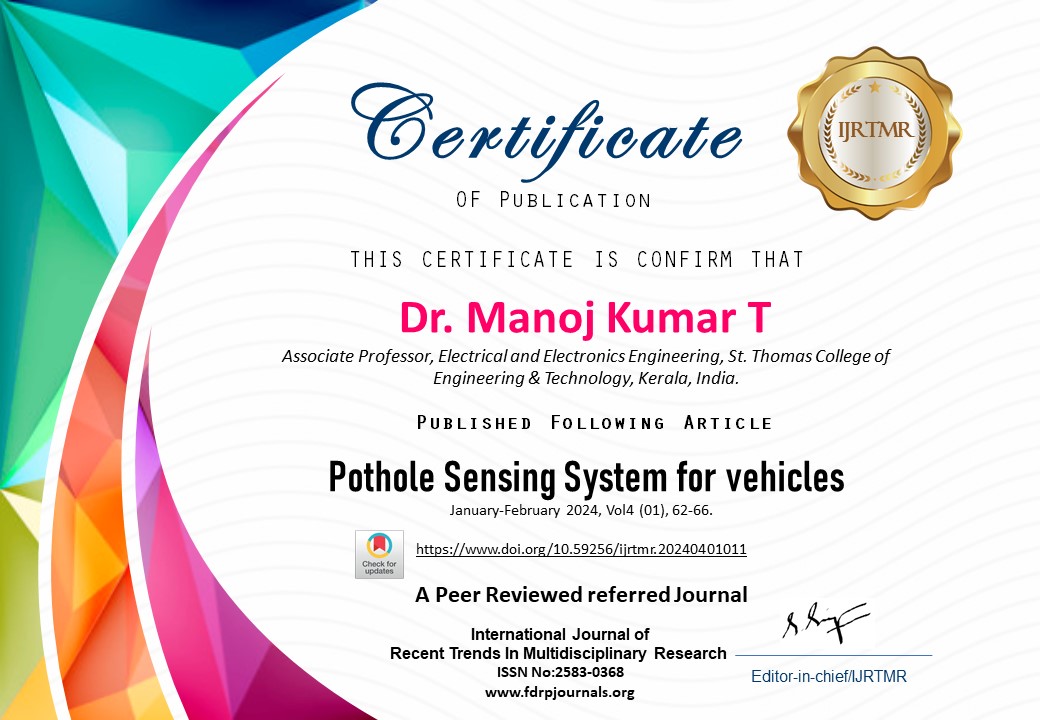 Certificate
IJRTMR
OF PUBLICATION
THIS CERTIFICATE IS CONFIRM THAT
Dr. Manoj Kumar T
Associate Professor, Electrical and Electronics Engineering, St. Thomas College of
Engineering & Technology, Kerala, India.
PUBLISHED FOLLOWING ARTICLE
Pothole Sensing System for vehicles
January-February 2024, Vol4 (01), 62-66.
Check for
updates
https://www.doi.org/10.59256/ijrtmr.20240401011
A Peer Reviewed referred Journal
International Journal of
Recent Trends In Multidisciplinary Research
ISSN No:2583-0368
www.fdrpjournals.org
Editor-in-chief/IJRTMR